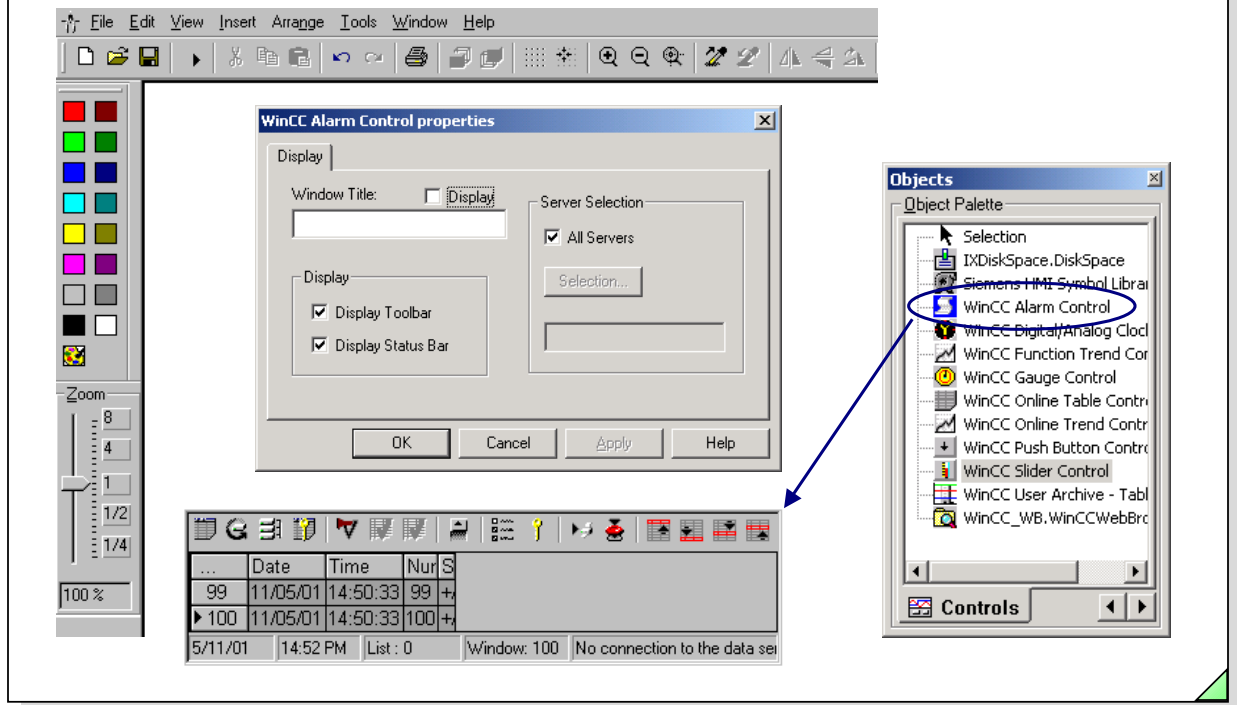 File Edit View Insert Arrange Tools Window Help
WinCC Alarm Control properties
Display
Window Title:
Display
Server Selection
All Servers
Selection...
Display
Display Toolbar
Display Status Bar
OK Cancel Apply Help
Zoom
8
4
1
1/2
1/4
100 %
... Date Time Nur S
99 11/05/01 14:50:33 99 +/
100 11/05/01 14:50:33 100 +/
5/11/01 14:52 PM List : 0 Window: 100 No connection to the data ser
Objects
Object Palette
Selection
IXDiskSpace.DiskSpace
Siemens HMI Symbol Librar
WinCC Alarm Control
WinCC Digital/Analog Clocl
WinCC Function Trend Cor
WinCC Gauge Control
WinCC Online Table Contr
WinCC Online Trend Contr
WinCC Push Button Contro
WinCC Slider Control
WinCC User Archive - Tabl
WinCC_WB.WinCCWebBro
Controls